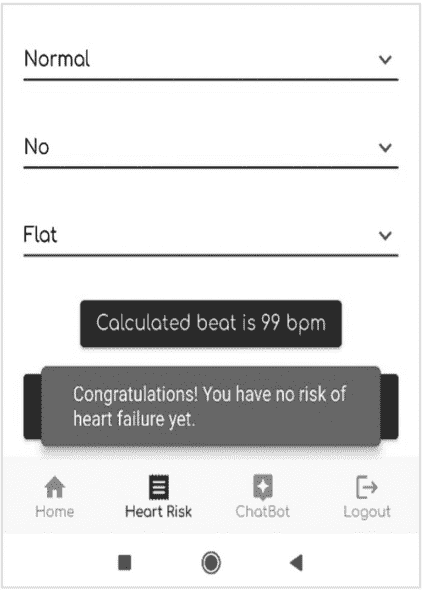 Normal
No
Flat
Calculated beat is 99 bpm
Congratulations! You have no risk of
heart failure yet.
Home
Heart Risk
ChatBot
Logout